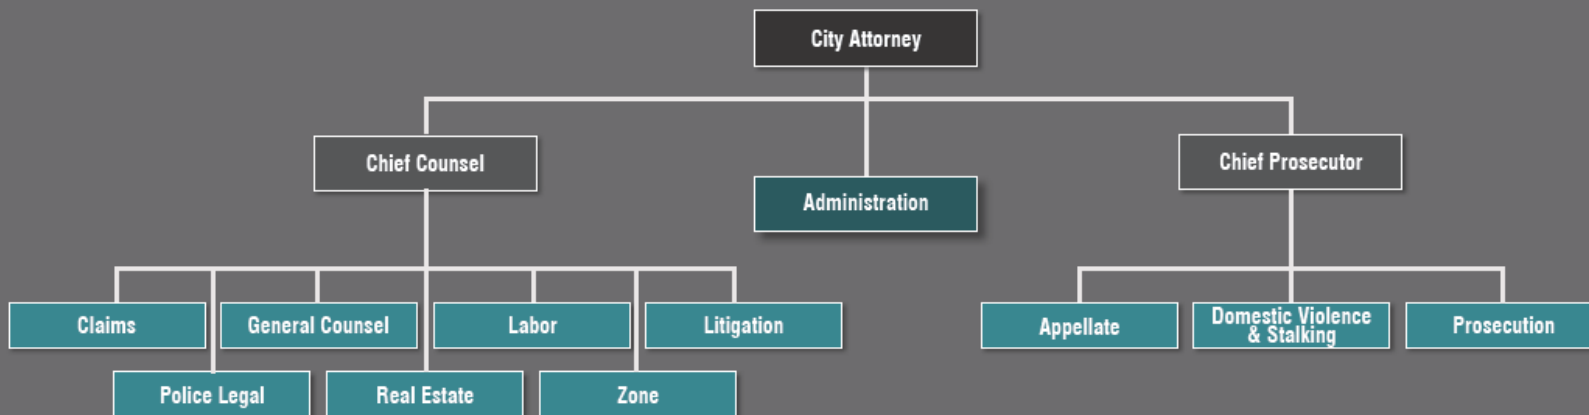 City Attorney
Chief Counsel
Chief Prosecutor
Administration
Claims
General Counsel
Labor
Litigation
Appellate
Domestic Violence
& Stalking
Prosecution
Police Legal
Real Estate
Zone